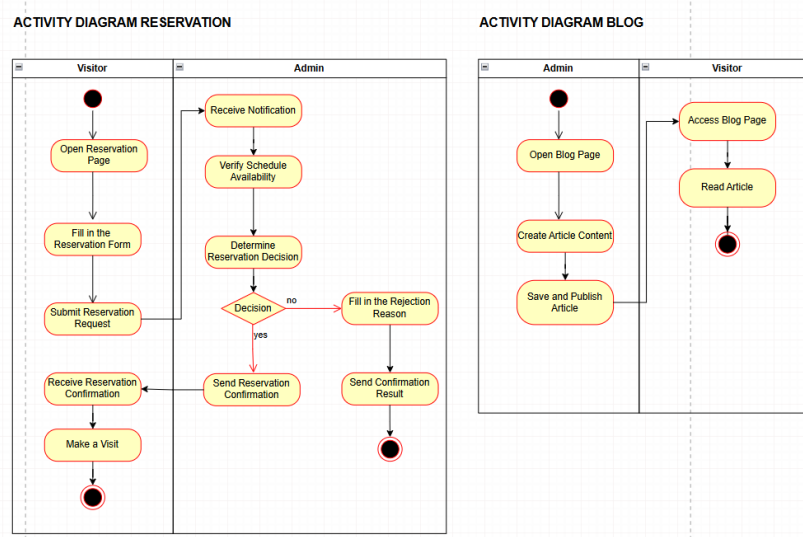 ACTIVITY DIAGRAM RESERVATION
Visitor
Admin
Open Reservation
Page
Fill in the
Reservation Form
Submit Reservation
Request
Receive Notification
Verify Schedule
Availability
Determine
Reservation Decision
Decision
no
yes
Fill in the Rejection
Reason
Send Confirmation
Result
Send Reservation
Confirmation
Receive Reservation
Confirmation
Make a Visit
ACTIVITY DIAGRAM BLOG
Admin
Visitor
Open Blog Page
Create Article Content
Save and Publish
Article
Access Blog Page
Read Article